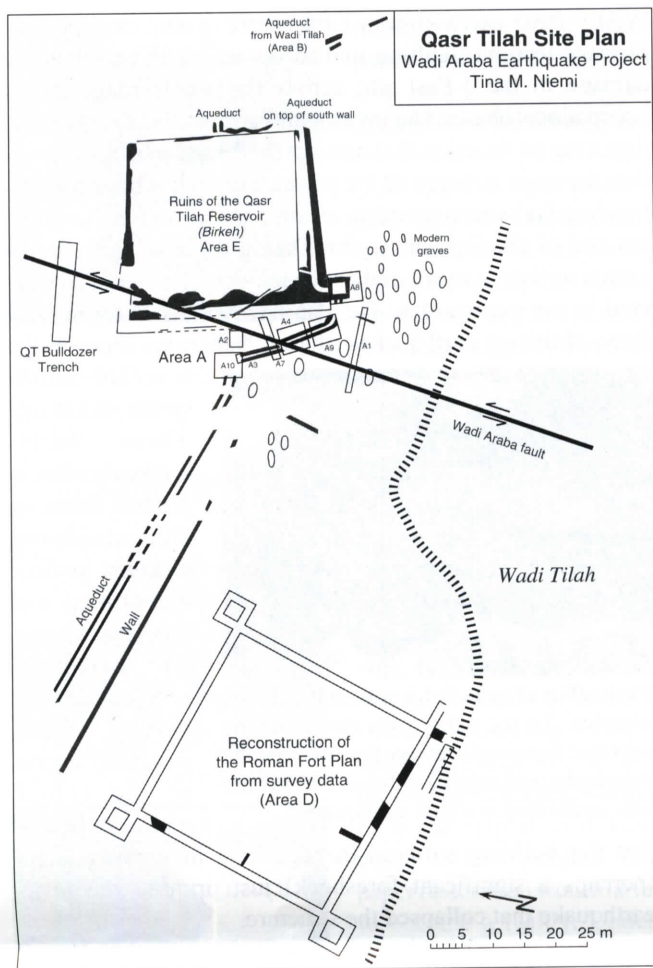 Aqueduct
from Wadi Tilah
(Area B)
Qasr Tilah Site Plan
Wadi Araba Earthquake Project
Tina M. Niemi
Aqueduct
Aqueduct
on top of south wall
Ruins of the Qasr
Tilah Reservoir
(Birkeh)
Area E
Modern
graves
A8
QT Bulldozer
Trench
Area A
A2
A4
A9
A1
A10
A3
A7
Wadi Araba fault
Aqueduct
Wall
Wadi Tilah
Reconstruction of
the Roman Fort Plan
from survey data
(Area D)
N
0 5 10 15 20 25 m